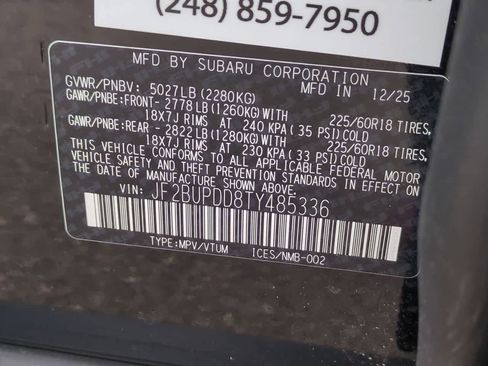 (248) 859-7950
MFD BY SUBARU CORPORATION IN 12/25
GVWR/PNBV: 5027LB(2280KG)
GAWR/PNBE:FRONT- 2778LB(1260KG)WITH 225/60R18 TIRES,
18X7J RIMS AT 240 KPA(35 PSI)COLD
GAWR/PNBE:REAR - 2822LB(1280KG)WITH 225/60R18 TIRES,
18X7J RIMS AT 230 KPA(33 PSI)COLD
THIS VEHICLE CONFORMS TO ALL APPLICABLE FEDERAL MOTOR
VEHICLE SAFETY AND THEFT PREVENTION STANDARDS IN EFFECT
ON THE DATE OF MANUFACTURE SHOWN ABOVE.
VIN: JF2BUPDD8TY485336
TYPE:MPV/VTUM ICES/NMB-002